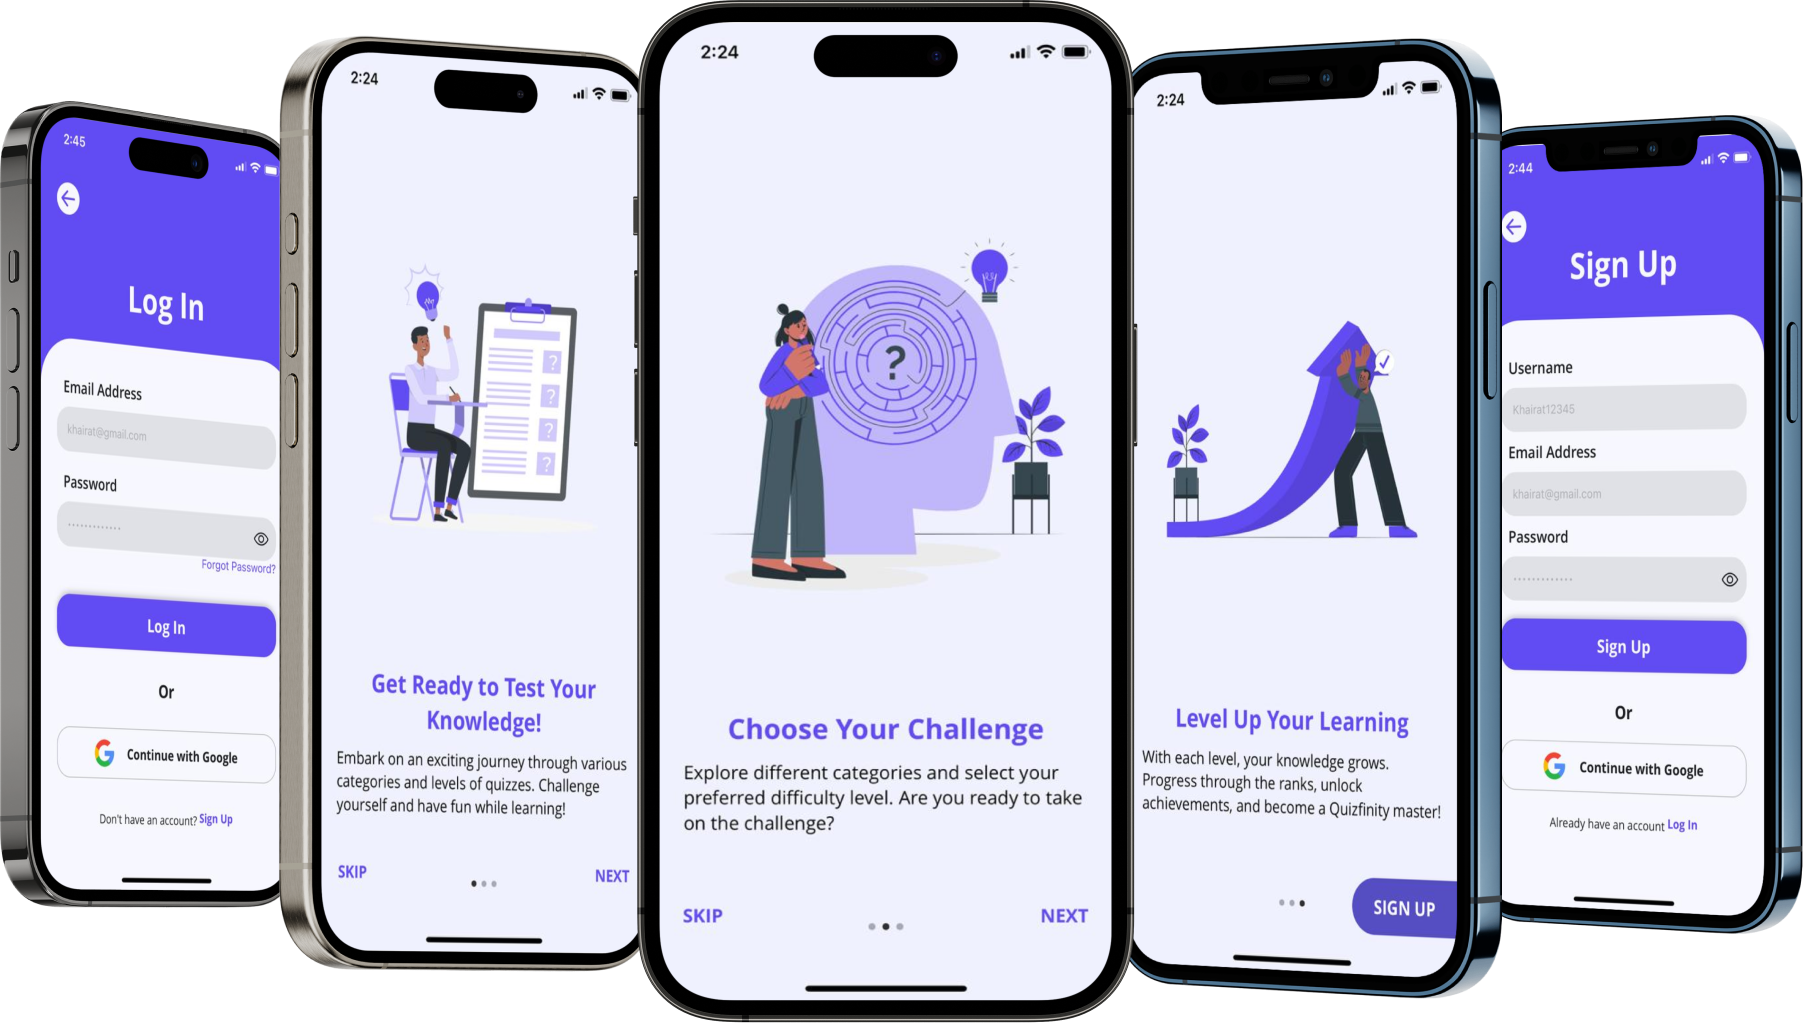 2:45
Log In
Email Address
khairat@gmail.com
Password
Forgot Password?
Log In
Or
Continue with Google
Don't have an account? Sign Up
2:24
? 
?
?
?
Get Ready to Test Your
Knowledge!
Embark on an exciting journey through various
categories and levels of quizzes. Challenge
yourself and have fun while learning!
SKIP
NEXT
2:24
?
Choose Your Challenge
Explore different categories and select your
preferred difficulty level. Are you ready to take
on the challenge?
SKIP
NEXT
2:24
Level Up Your Learning
With each level, your knowledge grows.
Progress through the ranks, unlock
achievements, and become a Quizfinity master!
SIGN UP
2:44
Sign Up
Username
Khairat12345
Email Address
khairat@gmail.com
Password
Sign Up
Or
Continue with Google
Already have an account Log In